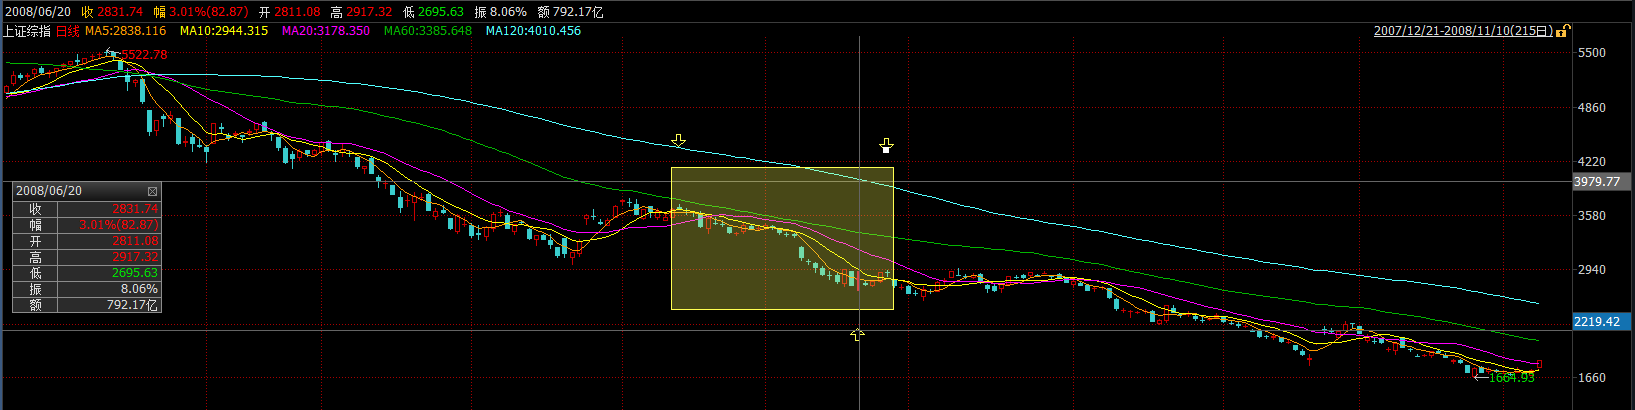 2008/06/20 收 2831.74 幅 3.01%(82.87) 开 2811.08 高 2917.32 低 2695.63 振 8.06% 额 792.17亿
上证综指 日线 MA5:2838.116 MA10:2944.315 MA20:3178.350 MA60:3385.648 MA120:4010.456 2007/12/21-2008/11/10(215日)
5522.78
5500
4860
4220
3979.77
3580
2940
2219.42
1660
2008/06/20
收 2831.74
幅 3.01%(82.87)
开 2811.08
高 2917.32
低 2695.63
振 8.06%
额 792.17亿
1664.93